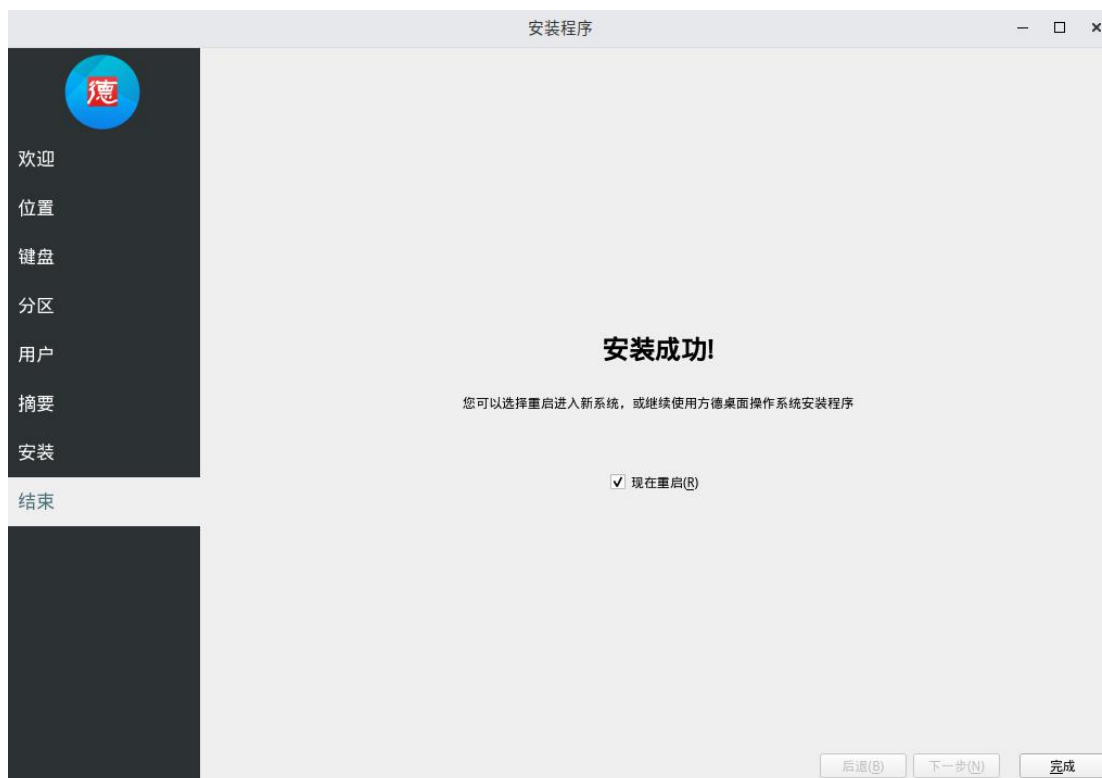 安装程序
德
欢迎
位置
键盘
分区
用户
摘要
安装
结束
安装成功!
您可以选择重启进入新系统，或继续使用方德桌面操作系统安装程序
现在重启(R)
后退(B) 下一步(N) 完成